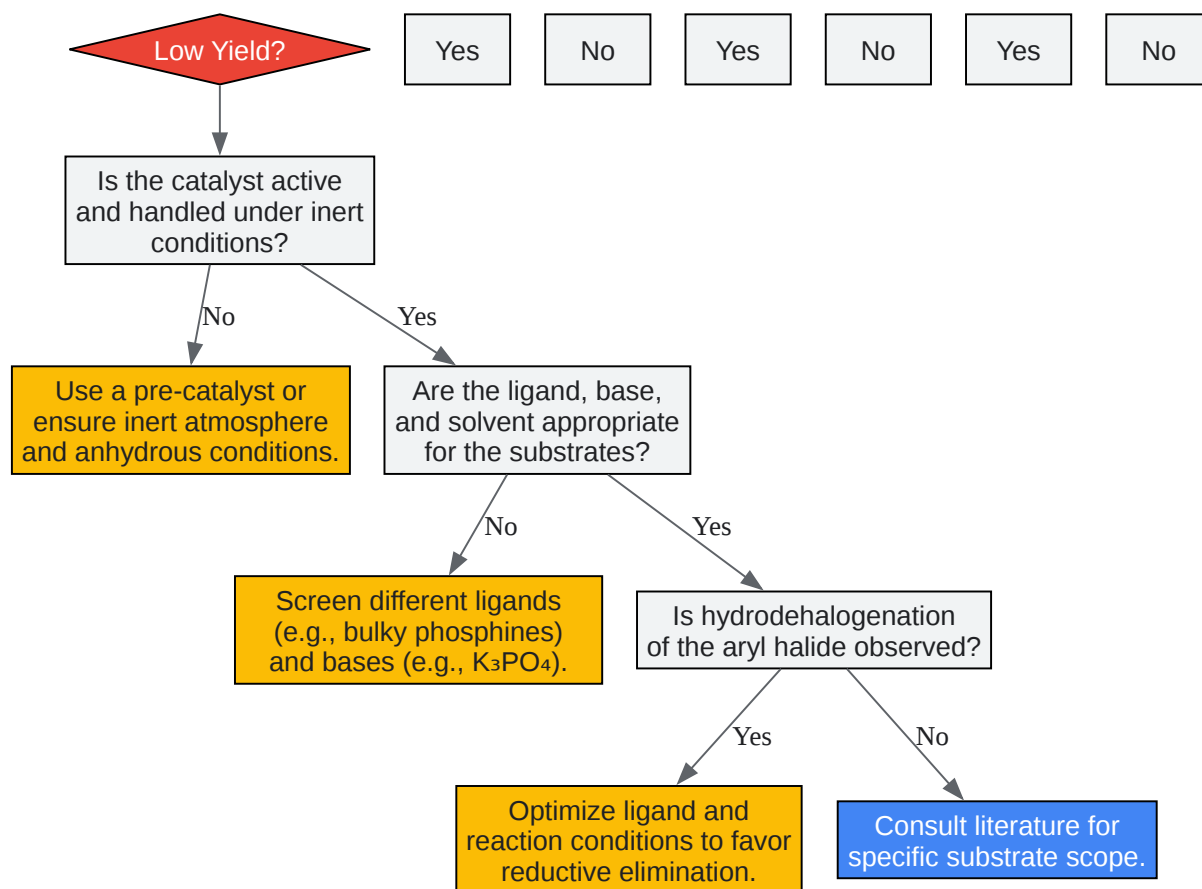 Low Yield?
Yes
No
Yes
No
Yes
No
Is the catalyst active
and handled under inert
conditions?
No
Yes
Use a pre-catalyst or
ensure inert atmosphere
and anhydrous conditions.
Are the ligand, base,
and solvent appropriate
for the substrates?
No
Yes
Screen different ligands
(e.g., bulky phosphines)
and bases (e.g., K₃PO₄).
Is hydrodehalogenation
of the aryl halide observed?
Yes
No
Optimize ligand and
reaction conditions to favor
reductive elimination.
Consult literature for
specific substrate scope.